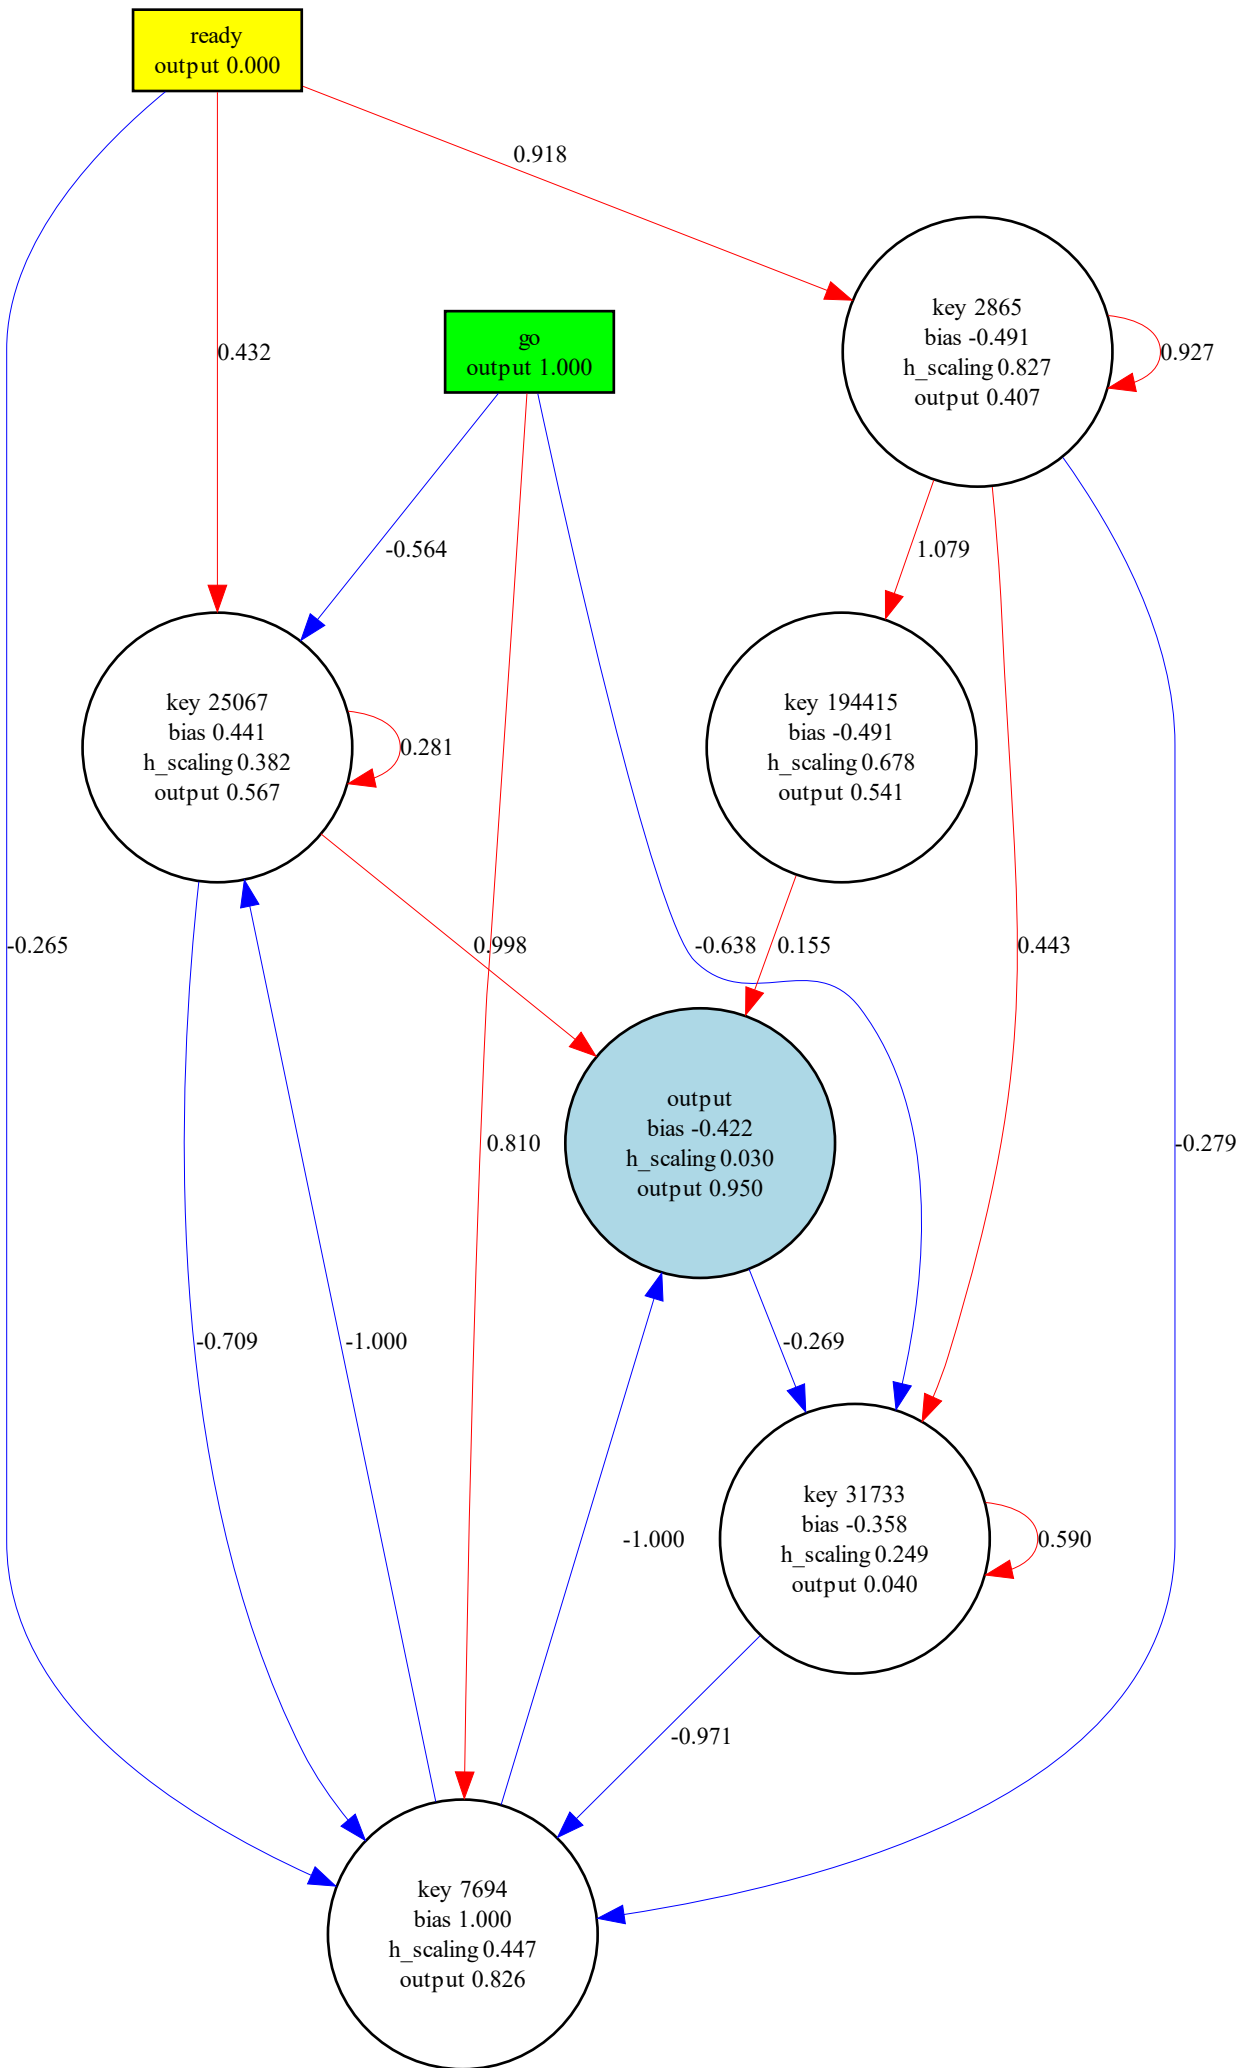 ready
output 0.000
0.918
key 2865
bias -0.491
h_scaling 0.827
output 0.407
0.927
go
output 1.000
0.432
-0.564
1.079
key 25067
bias 0.441
h_scaling 0.382
output 0.567
0.281
key 194415
bias -0.491
h_scaling 0.678
output 0.541
-0.265
0.998
-0.638
0.155
0.443
output
bias -0.422
h_scaling 0.030
output 0.950
0.810
-0.279
-0.709
-1.000
-0.269
-1.000
key 31733
bias -0.358
h_scaling 0.249
output 0.040
0.590
-0.971
key 7694
bias 1.000
h_scaling 0.447
output 0.826